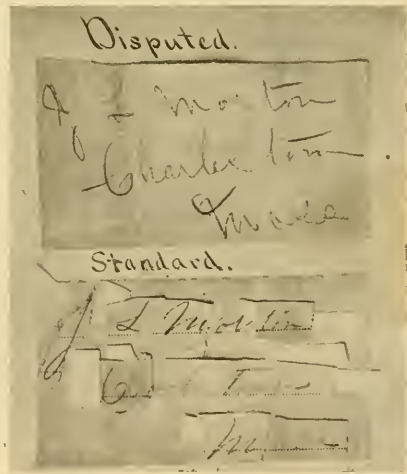 Disputed.
J L Morton
Charlestown
Mass
Standard.
J L Morton